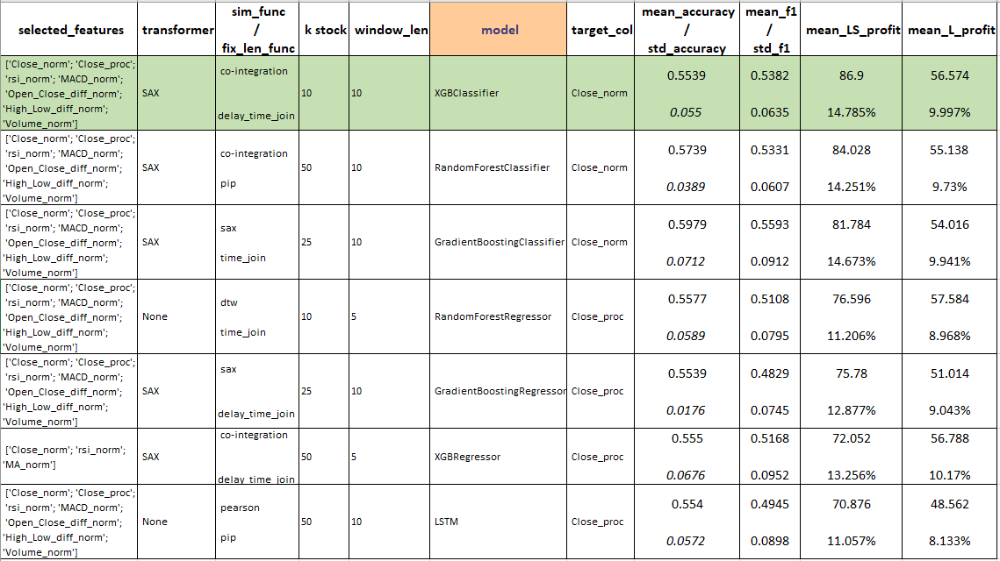 selected_features transformer sim_func / fix_len_func k stock window_len model target_col mean_accuracy / std_accuracy mean_f1 / std_f1 mean_LS_profit mean_L_profit
['Close_norm'; 'Close_proc';
'rsi_norm'; 'MACD_norm';
'Open_Close_diff_norm';
'High_Low_diff_norm';
'Volume_norm']
SAX
co-integration
delay_time_join
10
10
XGBClassifier
Close_norm
0.5539
0.055
0.5382
0.0635
86.9
14.785%
56.574
9.997%
['Close_norm'; 'Close_proc';
'rsi_norm'; 'MACD_norm';
'Open_Close_diff_norm';
'High_Low_diff_norm';
'Volume_norm']
SAX
co-integration
pip
50
10
RandomForestClassifier
Close_norm
0.5739
0.0389
0.5331
0.0607
84.028
14.251%
55.138
9.73%
['Close_norm'; 'Close_proc';
'rsi_norm'; 'MACD_norm';
'Open_Close_diff_norm';
'High_Low_diff_norm';
'Volume_norm']
SAX
sax
time_join
25
10
GradientBoostingClassifier
Close_norm
0.5979
0.0712
0.5593
0.0912
81.784
14.673%
54.016
9.941%
['Close_norm'; 'Close_proc';
'rsi_norm'; 'MACD_norm';
'Open_Close_diff_norm';
'High_Low_diff_norm';
'Volume_norm']
None
dtw
time_join
10
5
RandomForestRegressor
Close_proc
0.5577
0.0589
0.5108
0.0795
76.596
11.206%
57.584
8.968%
['Close_norm'; 'Close_proc';
'rsi_norm'; 'MACD_norm';
'Open_Close_diff_norm';
'High_Low_diff_norm';
'Volume_norm']
SAX
sax
delay_time_join
25
10
GradientBoostingRegressor
Close_proc
0.5539
0.0176
0.4829
0.0745
75.78
12.877%
51.014
9.043%
['Close_norm'; 'rsi_norm';
'MA_norm']
SAX
co-integration
delay_time_join
50
5
XGBRegressor
Close_proc
0.555
0.0676
0.5168
0.0952
72.052
13.256%
56.788
10.17%
['Close_norm'; 'Close_proc';
'rsi_norm'; 'MACD_norm';
'Open_Close_diff_norm';
'High_Low_diff_norm';
'Volume_norm']
None
pearson
pip
50
10
LSTM
Close_proc
0.554
0.0572
0.4945
0.0898
70.876
11.057%
48.562
8.133%